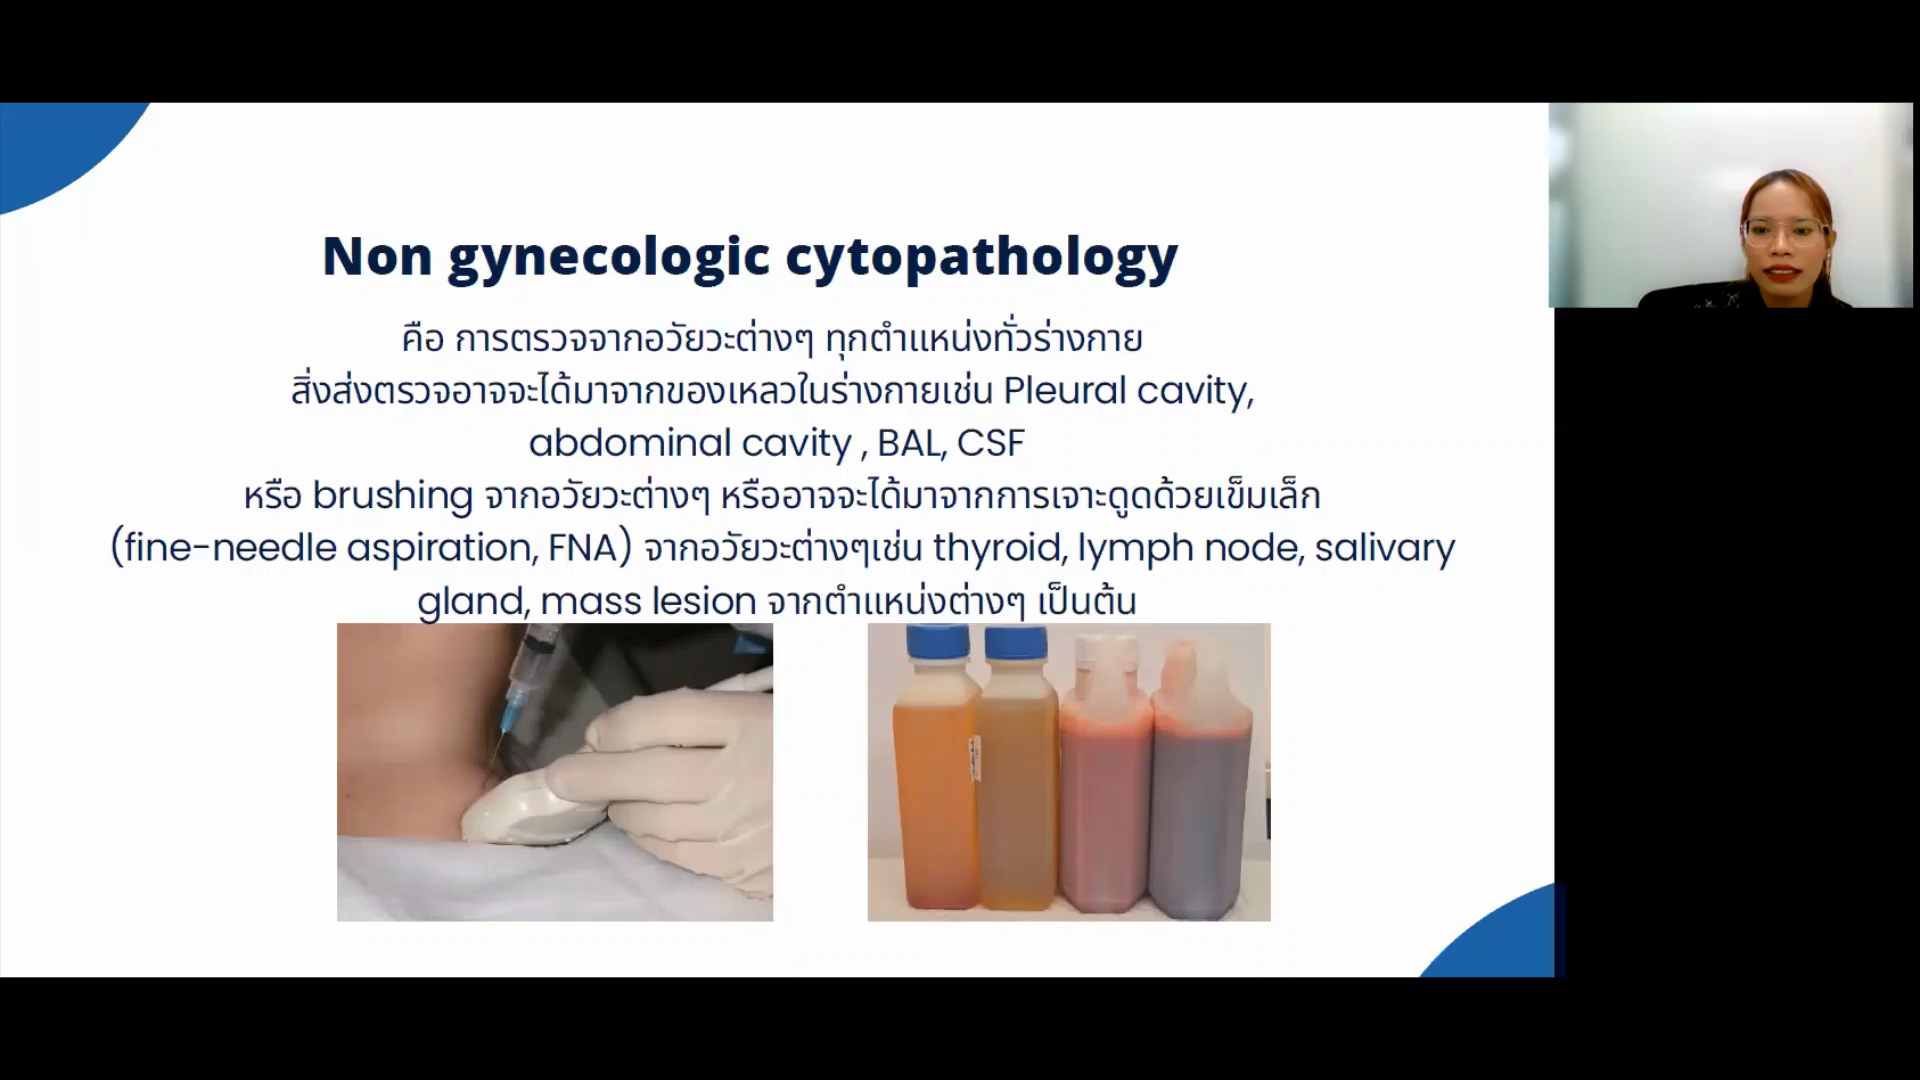 Non gynecologic cytopathology
คือ การตรวจจากอวัยวะต่างๆ ทุกตำแหน่งทั่วร่างกาย
สิ่งส่งตรวจอาจจะได้มาจากของเหลวในร่างกายเช่น Pleural cavity,
abdominal cavity , BAL, CSF
หรือ brushing จากอวัยวะต่างๆ หรืออาจจะได้มาจากการเจาะดูดด้วยเข็มเล็ก
(fine-needle aspiration, FNA) จากอวัยวะต่างๆเช่น thyroid, lymph node, salivary
gland, mass lesion จากตำแหน่งต่างๆ เป็นต้น